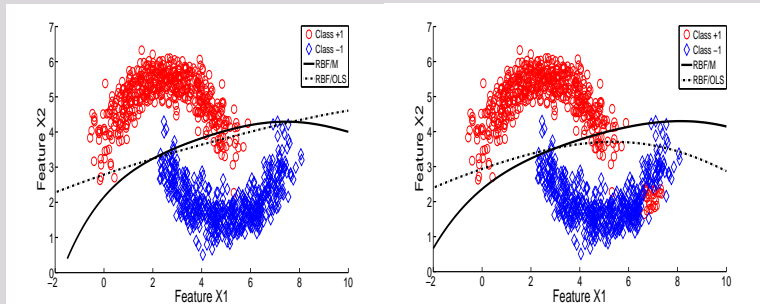 7
6
5
4
3
2
1
0
−2 0 2 4 6 8 10
Feature X1
Feature X2
Class +1
Class −1
RBF/M
RBF/OLS
7
6
5
4
3
2
1
0
−2 0 2 4 6 8 10
Feature X1
Feature X2
Class +1
Class −1
RBF/M
RBF/OLS